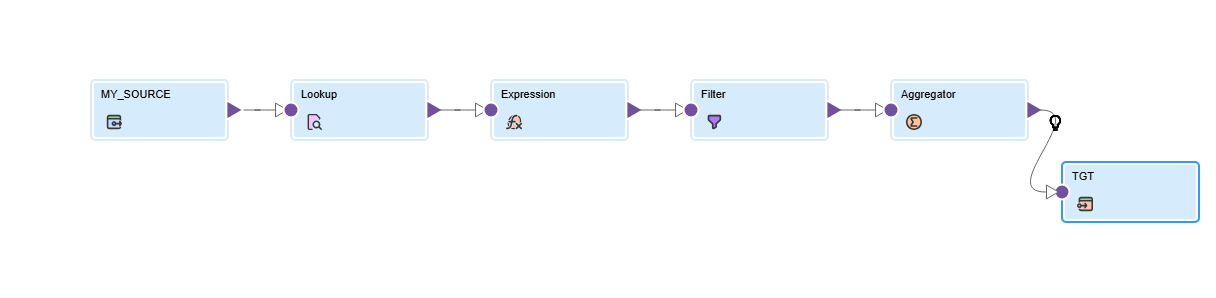 MY_SOURCE
Lookup
Expression
Filter
Aggregator
TGT